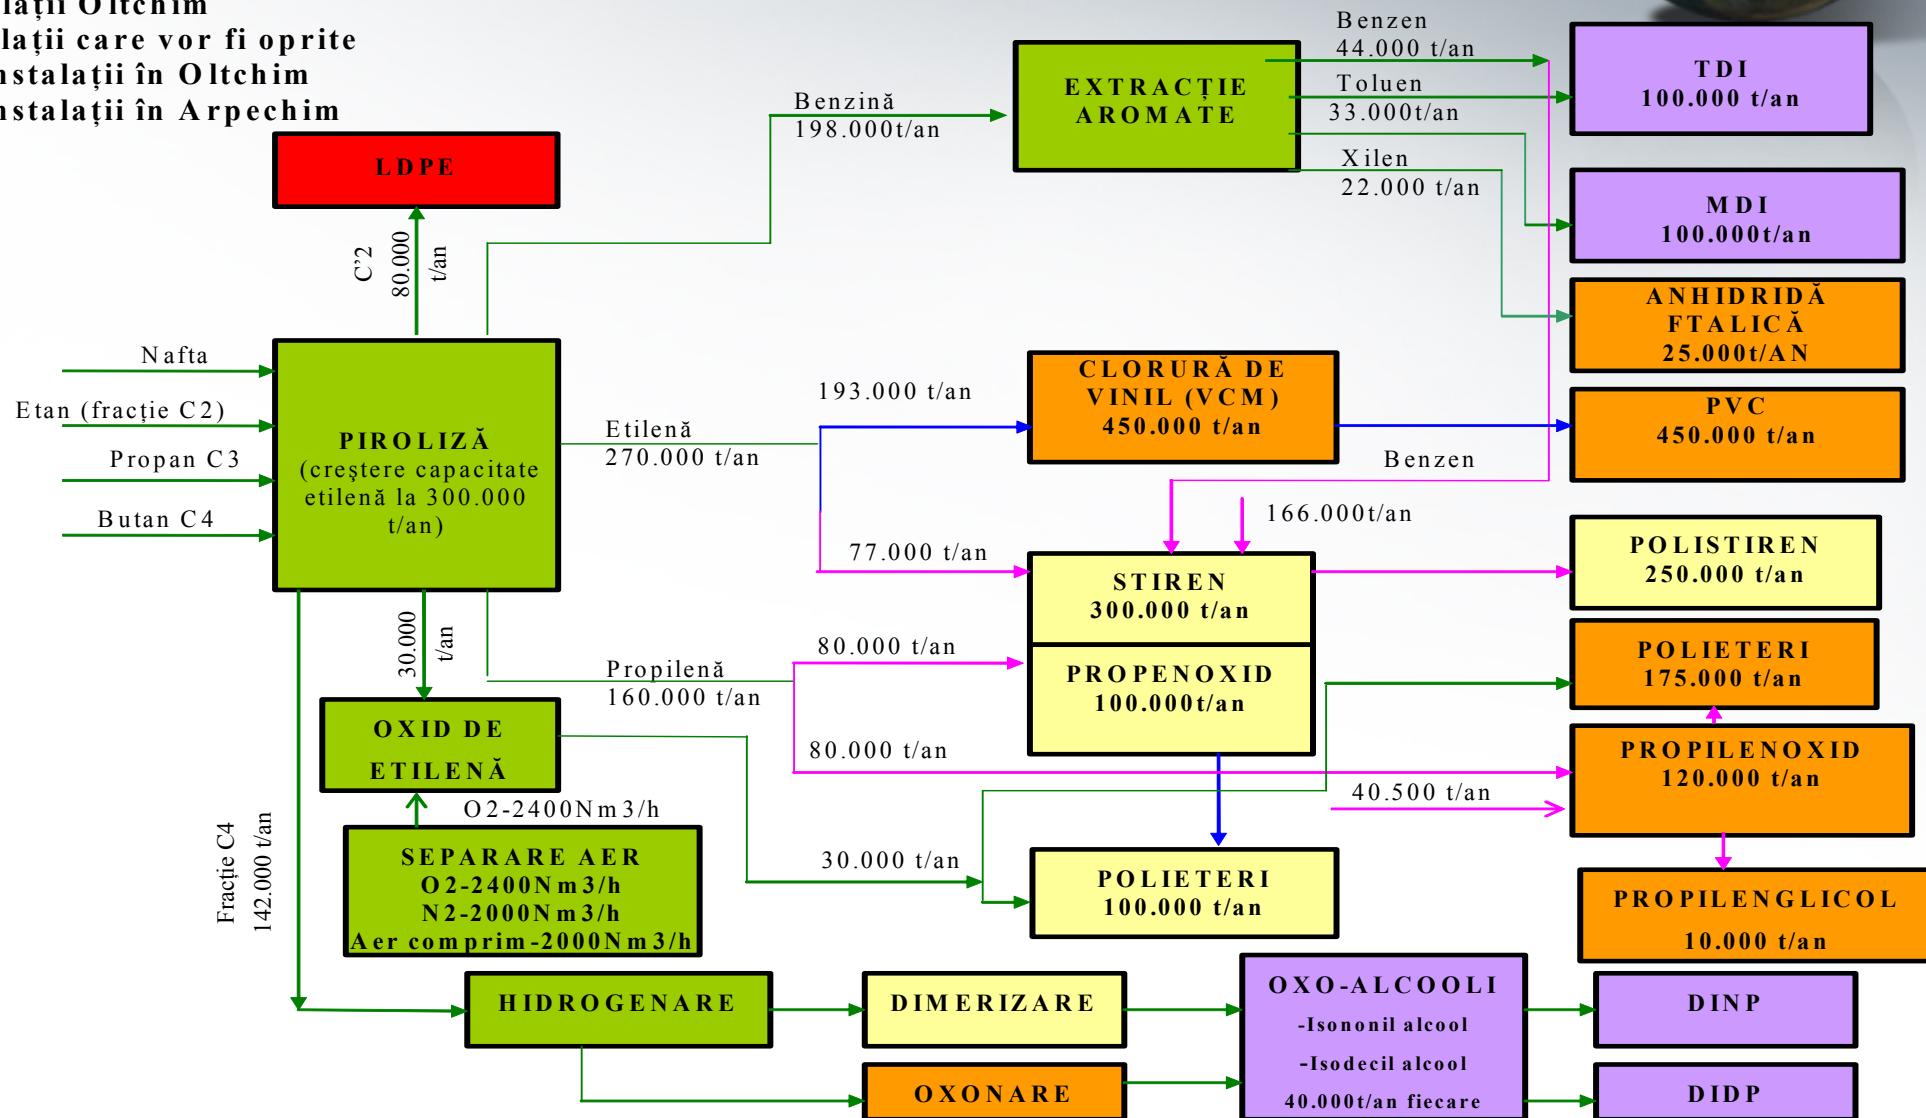 Oltchim
care vor fi oprite
în Oltchim
în Arpechim
Benzen
44.000 t/an
Toluen
33.000t/an
Xilen
22.000 t/an
Benzină
198.000t/an
EXTRACȚIE
AROMATE
TDI
100.000 t/an
LDPE
C'2
80.000
t/an
MDI
100.000t/an
ANHIDRIDĂ
FTALICĂ
25.000t/AN
Nafta
Etan (fracție C2)
Propan C3
Butan C4
PIROLIZĂ
(creștere capacitate
etilenă la 300.000
t/an)
Etilenă
270.000 t/an
193.000 t/an
CLORURĂ DE
VINIL (VCM)
450.000 t/an
PVC
450.000 t/an
Benzen
166.000t/an
77.000 t/an
STIREN
300.000 t/an
POLISTIREN
250.000 t/an
30.000
t/an
Propilenă
160.000 t/an
80.000 t/an
PROPENOXID
100.000t/an
POLIETERI
175.000 t/an
OXID DE
ETILENĂ
80.000 t/an
PROPILENOXID
120.000 t/an
40.500 t/an
O2-2400Nm3/h
Fracție C4
142.000 t/an
SEPARARE AER
O2-2400Nm3/h
N2-2000Nm3/h
Aer comprim-2000Nm3/h
30.000 t/an
POLIETERI
100.000 t/an
PROPILENGLICOL
10.000 t/an
HIDROGENARE
DIMERIZARE
OXO-ALCOOLI
-Isononil alcool
-Isodecil alcool
40.000t/an fiecare
DINP
OXONARE
DIDP